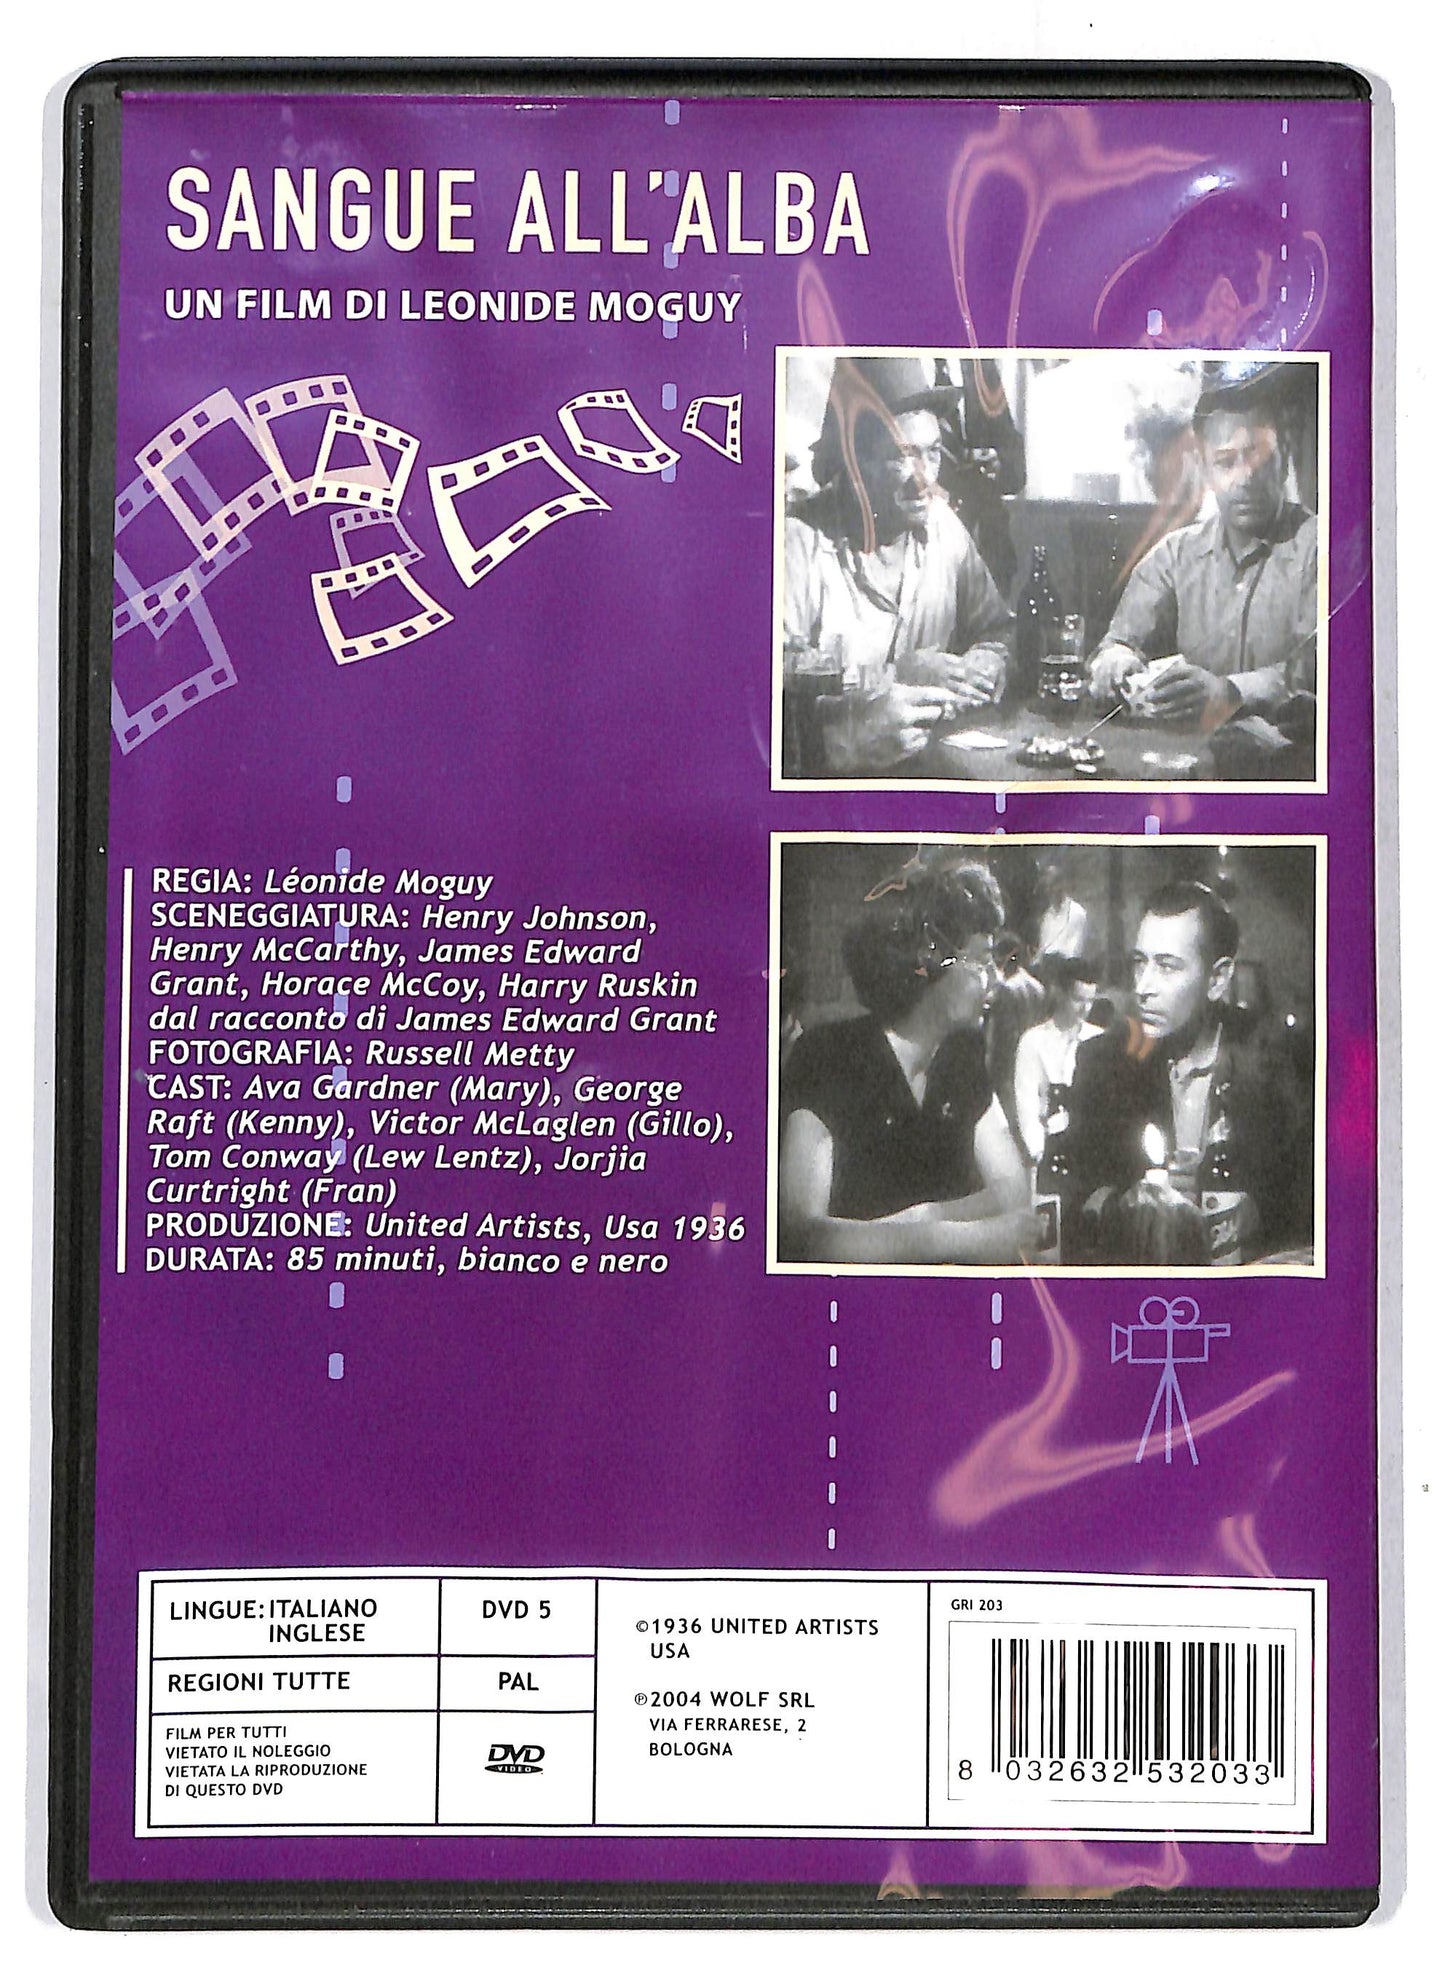 SANGUE ALL'ALBA
UN FILM DI LEONIDE MOGUY
REGIA: Léonide Moguy
SCENEGGIATURA: Henry Johnson,
Henry McCarthy, James Edward
Grant, Horace McCoy, Harry Ruskin
dal racconto di James Edward Grant
FOTOGRAFIA: Russell Metty
CAST: Ava Gardner (Mary), George
Raft (Kenny), Victor McLaglen (Gillo),
Tom Conway (Lew Lentz), Jorjia
Curtright (Fran)
PRODUZIONE: United Artists, Usa 1936
DURATA: 85 minuti, bianco e nero
LINGUE: ITALIANO
INGLESE
DVD 5
REGIONI TUTTE
PAL
FILM PER TUTTI
VIETATO IL NOLEGGIO
VIETATA LA RIPRODUZIONE
DI QUESTO DVD
DVD
VIDEO
©1936 UNITED ARTISTS
USA
℗2004 WOLF SRL
VIA FERRARESE, 2
BOLOGNA
GRI 203
8 032632 532033